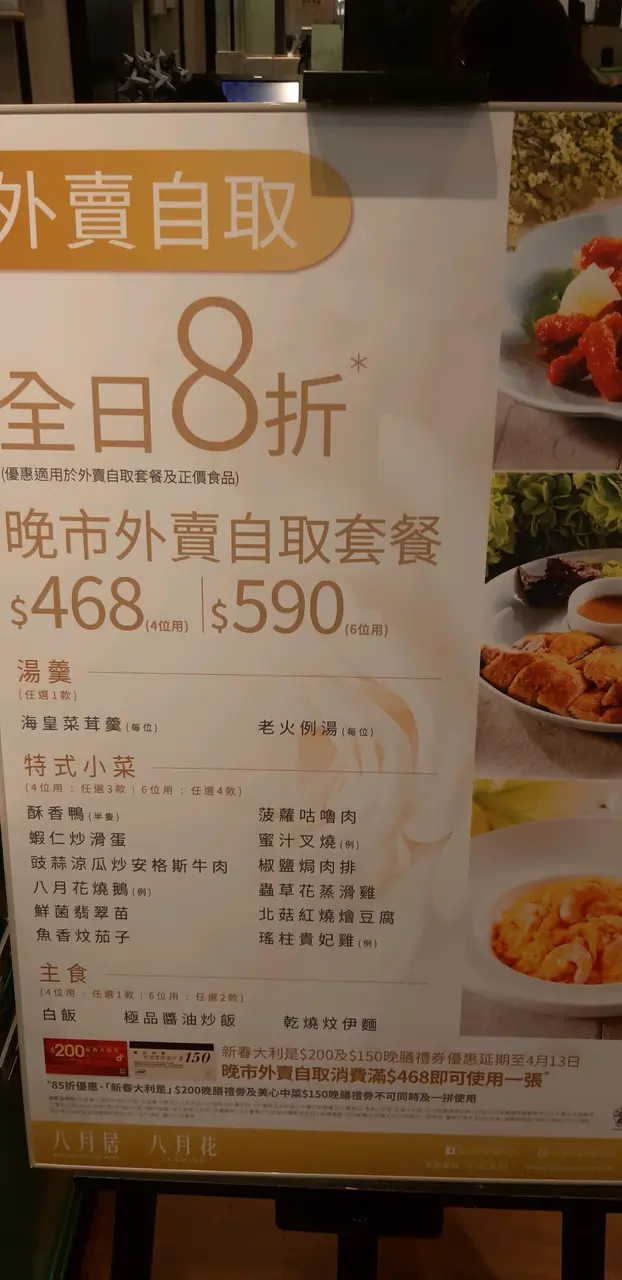 外賣自取
全日8折*
(優惠適用於外賣自取套餐及正價食品)
晚市外賣自取套餐
$468(4位用) $590(6位用)
湯羹
(任選1款)
海皇菜茸羹(每位) 老火例湯(每位)
特式小菜
(4位用：任選3款 | 6位用：任選4款)
酥香鴨(半隻) 菠蘿咕嚕肉
蝦仁炒滑蛋 蜜汁叉燒(例)
豉蒜涼瓜炒安格斯牛肉 椒鹽焗肉排
八月花燒鵝(例) 蟲草花蒸滑雞
鮮菌翡翠苗 北菇紅燒燴豆腐
魚香炆茄子 瑤柱貴妃雞(例)
主食
(4位用：任選1款 | 6位用：任選2款)
白飯 極品醬油炒飯 乾燒炆伊麵
$200 150
新春大利是$200及$150晚膳禮券優惠延期至4月13日
晚市外賣自取消費滿$468即可使用一張*
*85折優惠，「新春大利是」$200晚膳禮券及美心中菜$150晚膳禮券不可同時及一拼使用
八月居 八月花